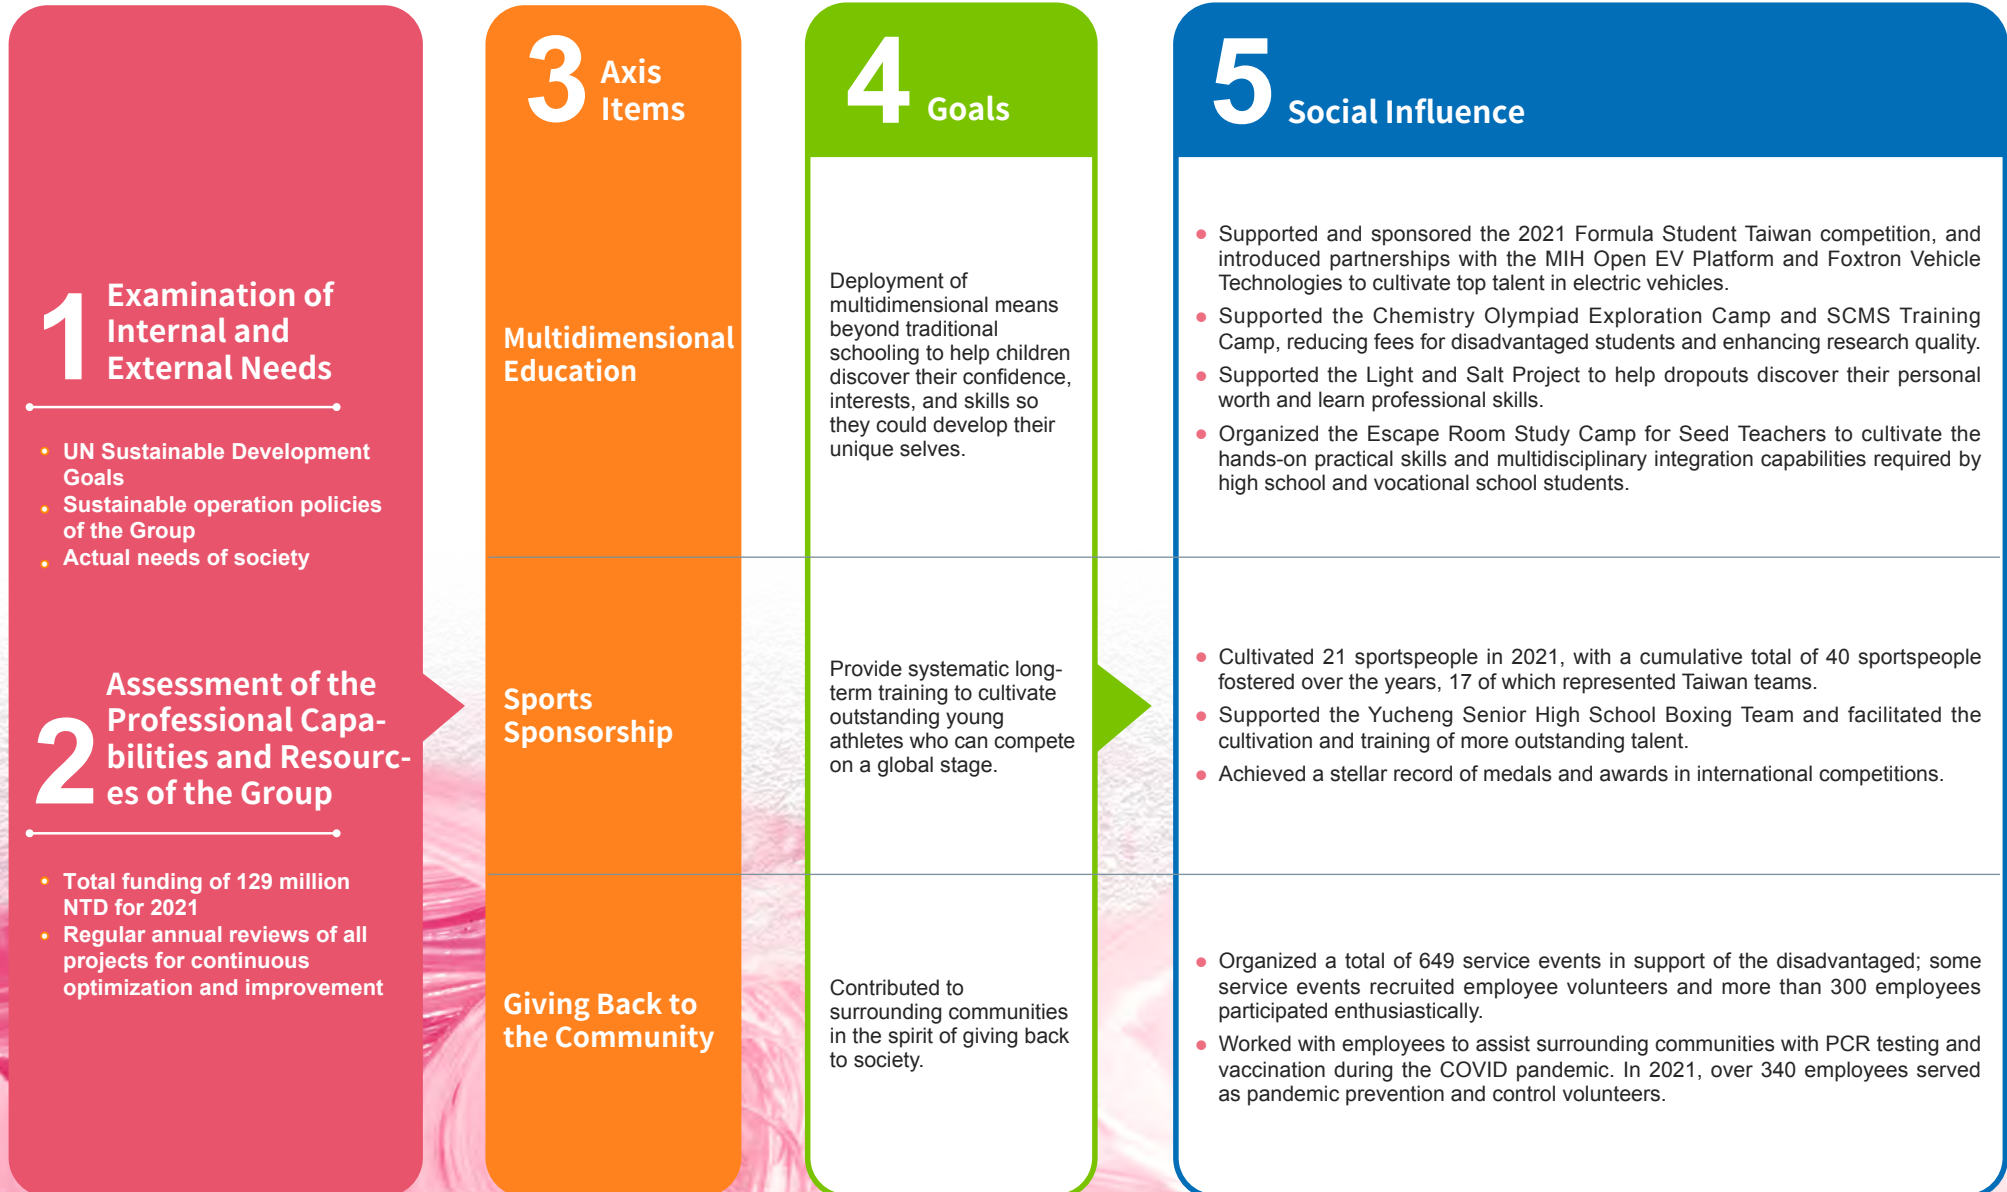 1
Examination of
Internal and
External Needs
UN Sustainable Development
Goals
Sustainable operation policies
of the Group
Actual needs of society
2
Assessment of the
Professional Capa-
bilities and Resourc-
es of the Group
Total funding of 129 million
NTD for 2021
Regular annual reviews of all
projects for continuous
optimization and improvement
3
Axis
Items
4
Goals
5
Social Influence
Multidimensional
Education
Deployment of
multidimensional means
beyond traditional
schooling to help children
discover their confidence,
interests, and skills so
they could develop their
unique selves.
Supported and sponsored the 2021 Formula Student Taiwan competition, and
introduced partnerships with the MIH Open EV Platform and Foxtron Vehicle
Technologies to cultivate top talent in electric vehicles.
Supported the Chemistry Olympiad Exploration Camp and SCMS Training
Camp, reducing fees for disadvantaged students and enhancing research quality.
Supported the Light and Salt Project to help dropouts discover their personal
worth and learn professional skills.
Organized the Escape Room Study Camp for Seed Teachers to cultivate the
hands-on practical skills and multidisciplinary integration capabilities required by
high school and vocational school students.
Sports
Sponsorship
Provide systematic long-
term training to cultivate
outstanding young
athletes who can compete
on a global stage.
Cultivated 21 sportspeople in 2021, with a cumulative total of 40 sportspeople
fostered over the years, 17 of which represented Taiwan teams.
Supported the Yucheng Senior High School Boxing Team and facilitated the
cultivation and training of more outstanding talent.
Achieved a stellar record of medals and awards in international competitions.
Giving Back to
the Community
Contributed to
surrounding communities
in the spirit of giving back
to society.
Organized a total of 649 service events in support of the disadvantaged; some
service events recruited employee volunteers and more than 300 employees
participated enthusiastically.
Worked with employees to assist surrounding communities with PCR testing and
vaccination during the COVID pandemic. In 2021, over 340 employees served
as pandemic prevention and control volunteers.